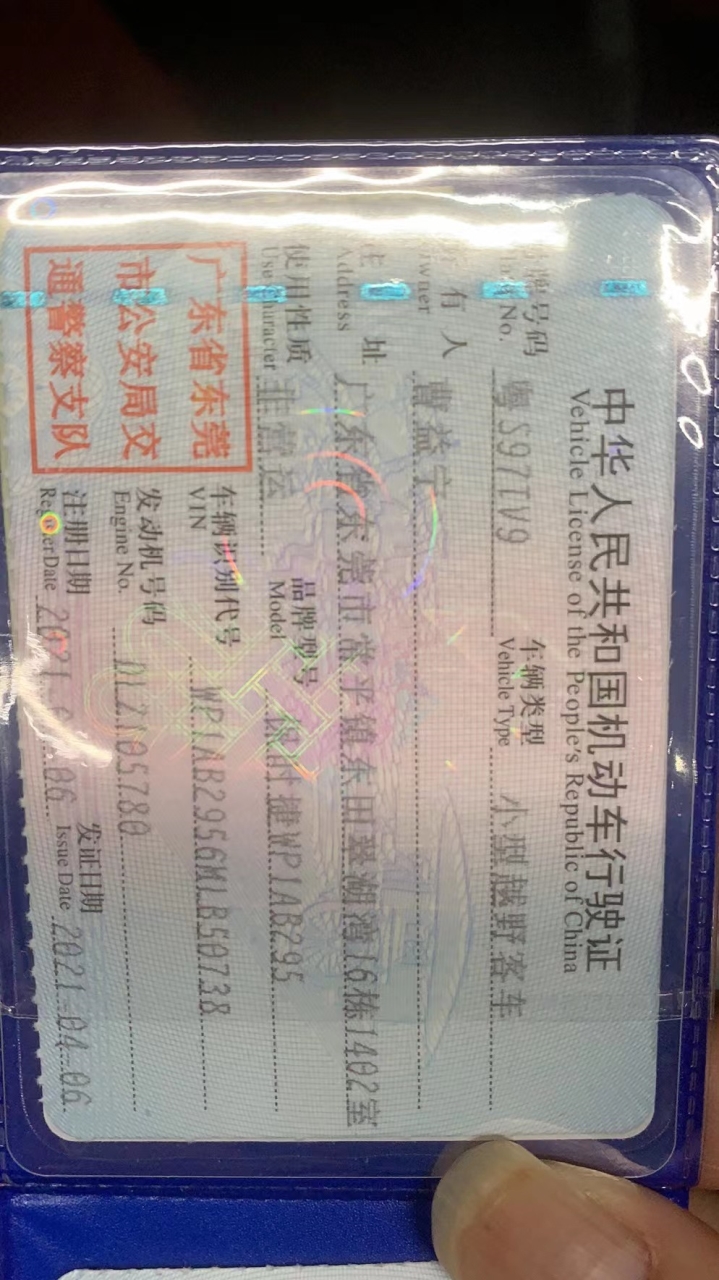 中华人民共和国机动车行驶证
Vehicle License of the People's Republic of China
号牌号码 粤S97TV9 车辆类型 小型越野客车
Plate No. Vehicle Type
所有人 曹益宁
Owner
住址 广东省东莞市常平镇东田翠湖湾16栋1402室
Address
使用性质 非营运 品牌型号 保时捷WP1AB295
Use Character Model
广东省东莞
市公安局交
通警察支队
车辆识别代号 WP1AB2956MLB50738
VIN
发动机号码 DLZ105780
Engine No.
注册日期 2021-04-06 发证日期 2021-04-06
Register Date Issue Date